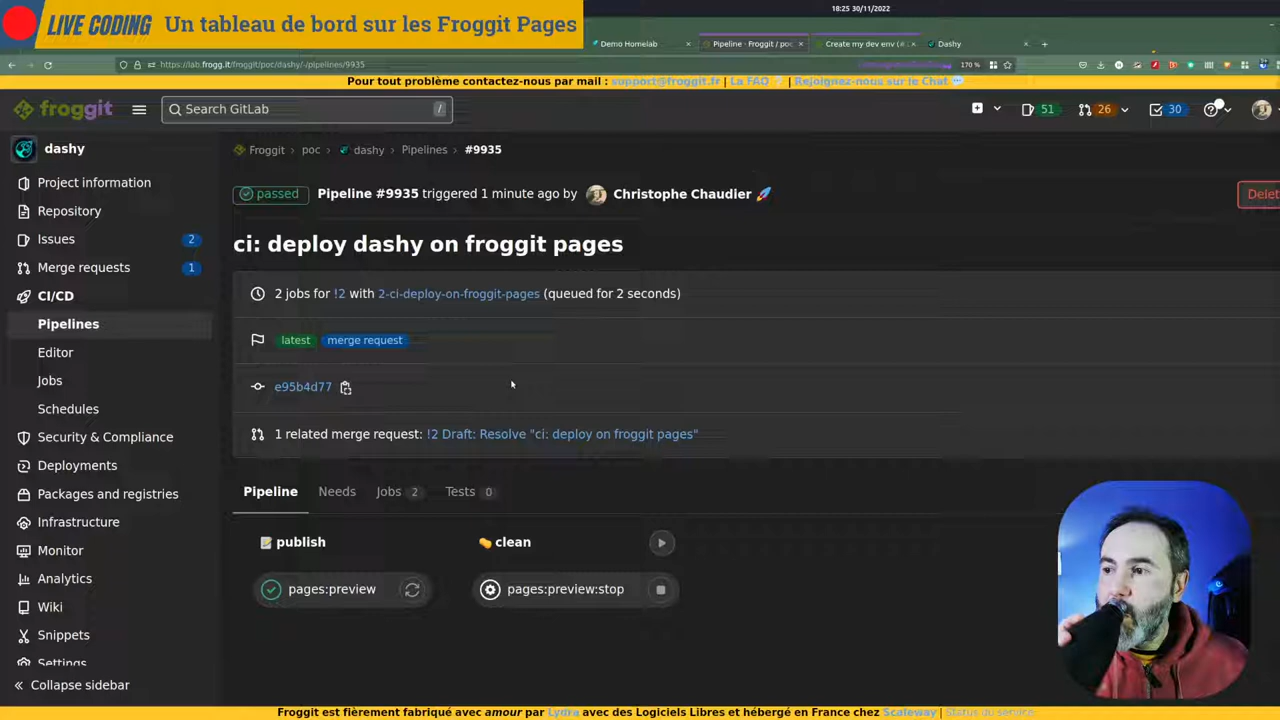 18:25 30/11/2022
LIVE CODING Un tableau de bord sur les Froggit Pages
Demo Homelab
Pipeline · Froggit / poc
Create my dev env (#
Dashy
https://lab.frogg.it/froggit/poc/dashy/-/pipelines/9935
170 %
Pour tout problème contactez-nous par mail : support@froggit.fr | La FAQ | Rejoignez-nous sur le Chat
froggit
Search GitLab
/
51
26
30
dashy
Froggit > poc > dashy > Pipelines > #9935
Project information
Repository
Issues 2
Merge requests 1
CI/CD
Pipelines
Editor
Jobs
Schedules
Security & Compliance
Deployments
Packages and registries
Infrastructure
Monitor
Analytics
Wiki
Snippets
Settings
Collapse sidebar
passed Pipeline #9935 triggered 1 minute ago by Christophe Chaudier 🚀
Delet
ci: deploy dashy on froggit pages
2 jobs for !2 with 2-ci-deploy-on-froggit-pages (queued for 2 seconds)
latest merge request
e95b4d77
1 related merge request: !2 Draft: Resolve "ci: deploy on froggit pages"
Pipeline Needs Jobs 2 Tests 0
publish
clean
pages:preview
pages:preview:stop
Froggit est fièrement fabriqué avec amour par Lydra avec des Logiciels Libres et hébergé en France chez Scaleway | Status du service